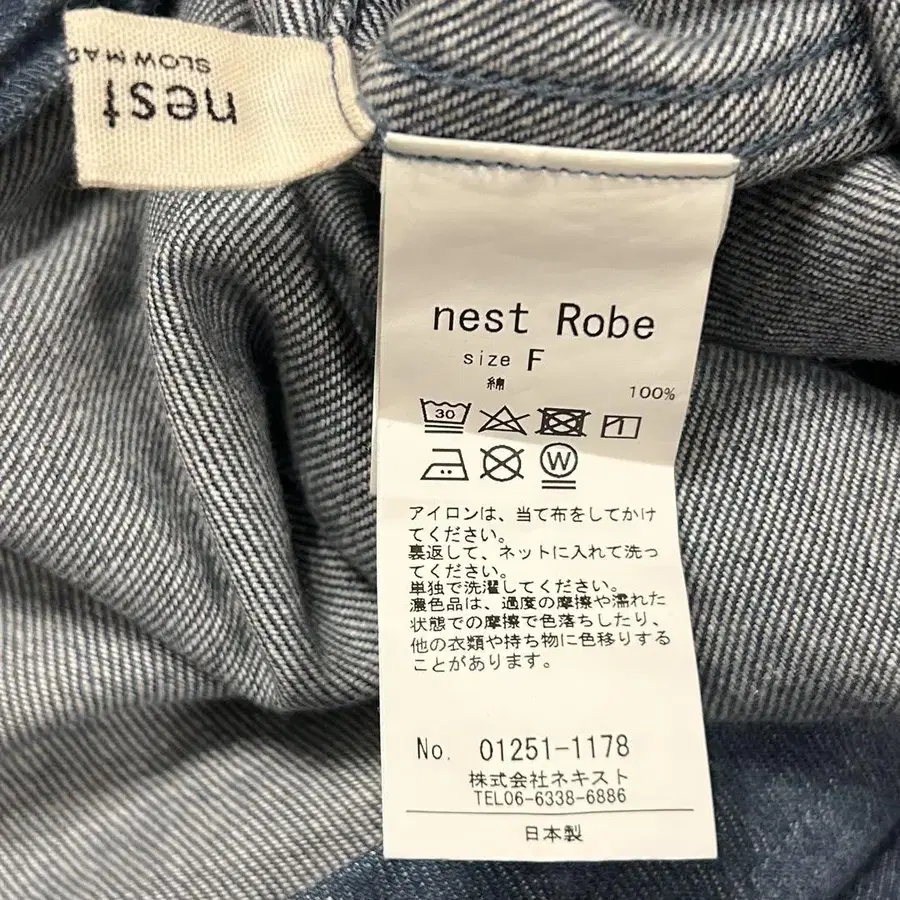 nest
SLOW MAD
nest Robe
size F
綿 100%
30
W
アイロンは、当て布をしてかけ
てください。
裏返して、ネットに入れて洗っ
てください。
単独で洗濯してください。
濃色品は、過度の摩擦や濡れた
状態での摩擦で色落ちしたり、
他の衣類や持ち物に色移りする
ことがあります。
No. 01251-1178
株式会社ネキスト
TEL06-6338-6886
日本製